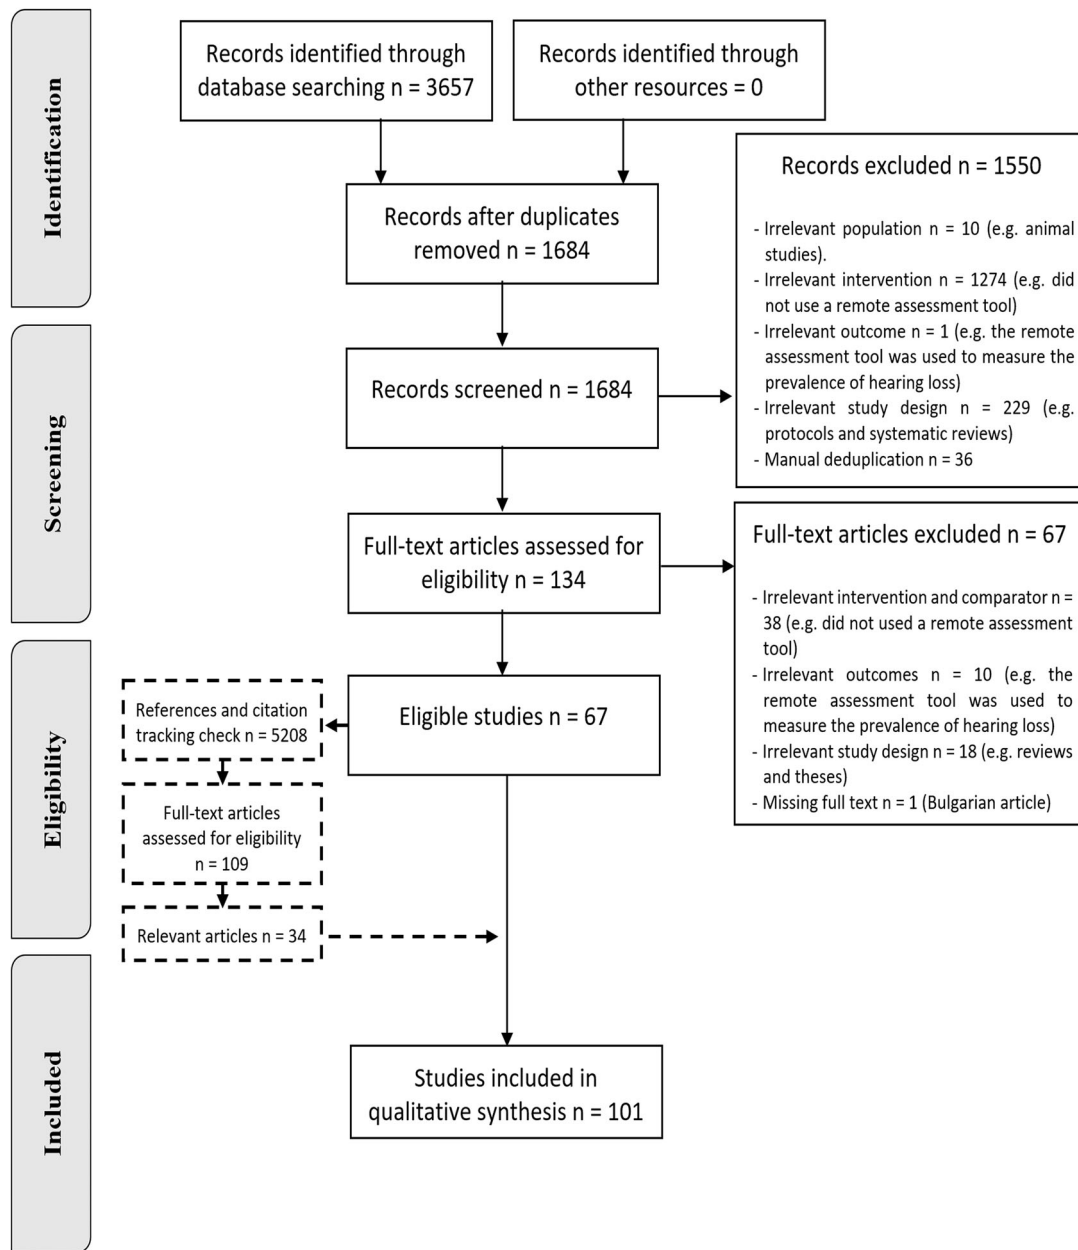 Identification
Records identified through
database searching n = 3657
Records identified through
other resources = 0
Records after duplicates
removed n = 1684
Records excluded n = 1550
- Irrelevant population n = 10 (e.g. animal
studies).
- Irrelevant intervention n = 1274 (e.g. did
not use a remote assessment tool)
- Irrelevant outcome n = 1 (e.g. the remote
assessment tool was used to measure the
prevalence of hearing loss)
- Irrelevant study design n = 229 (e.g.
protocols and systematic reviews)
- Manual deduplication n = 36
Screening
Records screened n = 1684
Full-text articles assessed for
eligibility n = 134
Full-text articles excluded n = 67
- Irrelevant intervention and comparator n =
38 (e.g. did not used a remote assessment
tool)
- Irrelevant outcomes n = 10 (e.g. the
remote assessment tool was used to
measure the prevalence of hearing loss)
- Irrelevant study design n = 18 (e.g. reviews
and theses)
- Missing full text n = 1 (Bulgarian article)
Eligibility
Eligible studies n = 67
References and citation
tracking check n = 5208
Full-text articles
assessed for eligibility
n = 109
Relevant articles n = 34
Included
Studies included in
qualitative synthesis n = 101